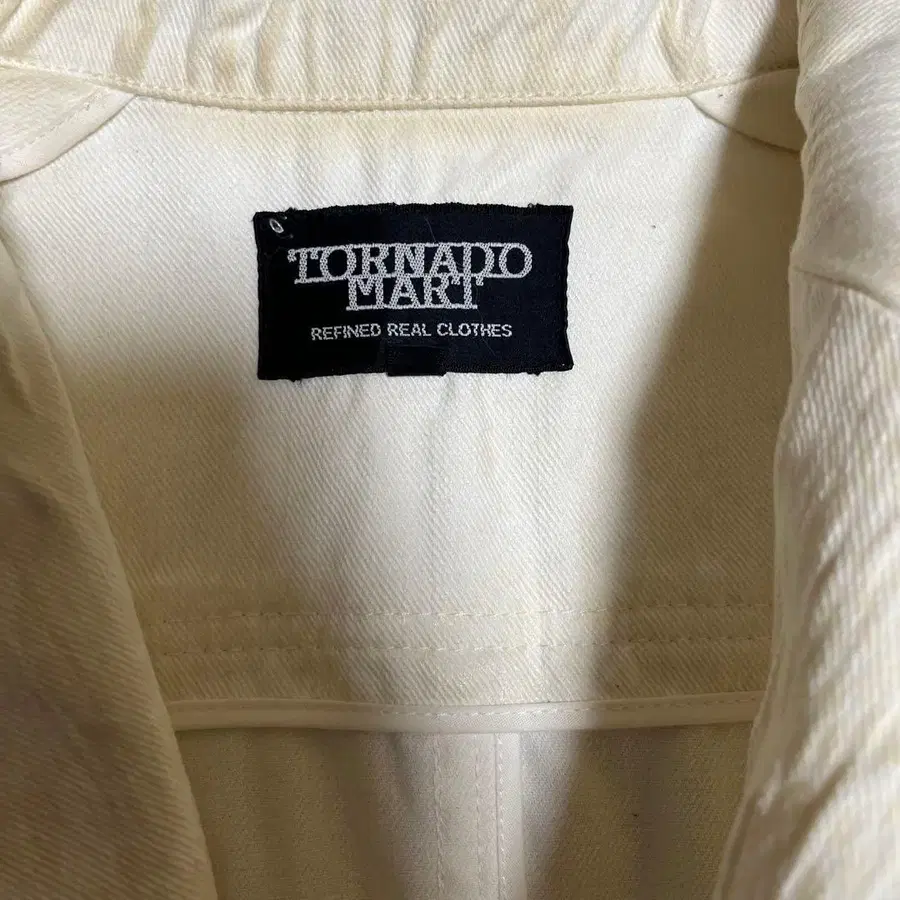 TORNADO
MART
REFINED REAL CLOTHES